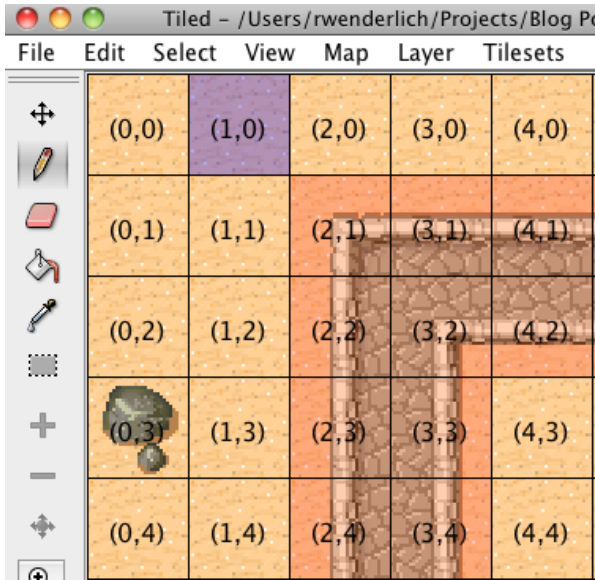 Tiled – /Users/rwenderlich/Projects/Blog Po
File Edit Select View Map Layer Tilesets
(0,0) (1,0) (2,0) (3,0) (4,0)
(0,1) (1,1) (2,1) (3,1) (4,1)
(0,2) (1,2) (2,2) (3,2) (4,2)
(0,3) (1,3) (2,3) (3,3) (4,3)
(0,4) (1,4) (2,4) (3,4) (4,4)